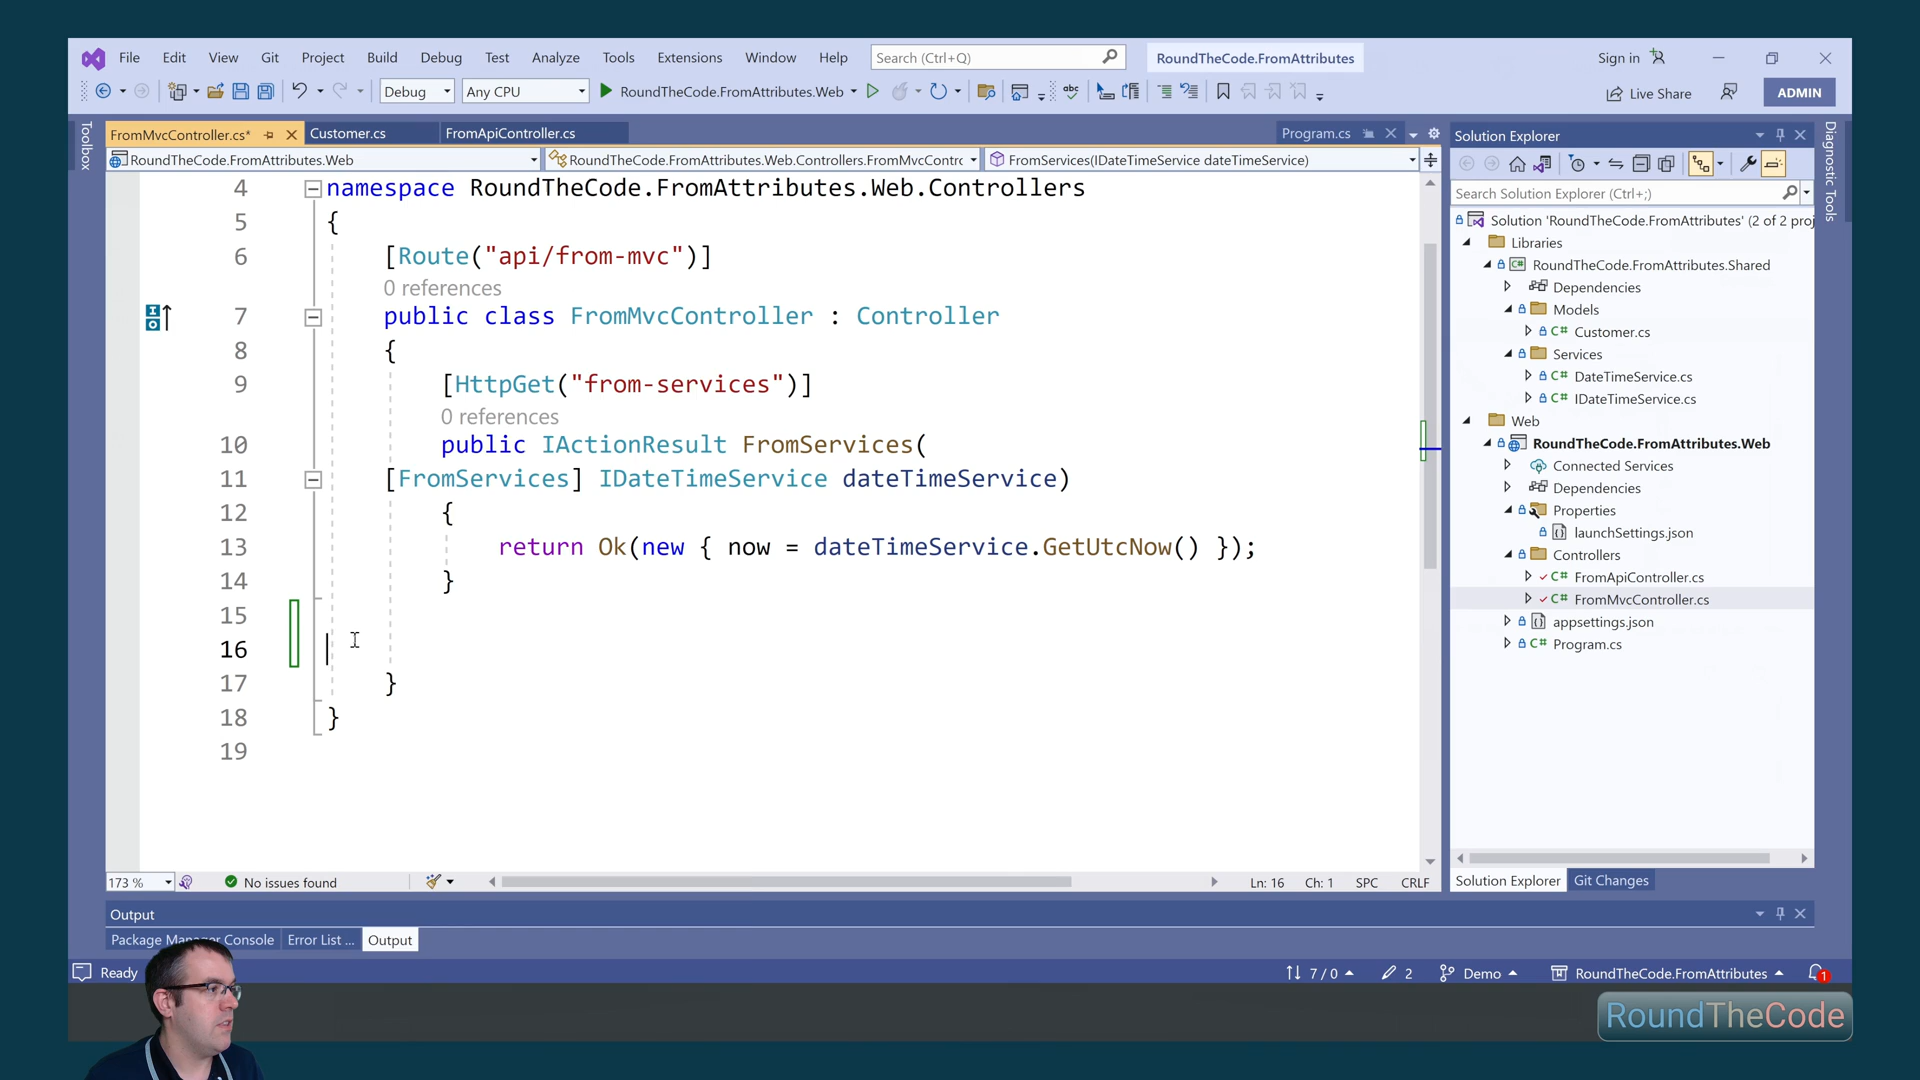 File Edit View Git Project Build Debug Test Analyze Tools Extensions Window Help Search (Ctrl+Q) RoundTheCode.FromAttributes Sign in
Debug Any CPU RoundTheCode.FromAttributes.Web Live Share ADMIN
Toolbox
FromMvcController.cs* Customer.cs FromApiController.cs Program.cs
RoundTheCode.FromAttributes.Web RoundTheCode.FromAttributes.Web.Controllers.FromMvcContrc FromServices(IDateTimeService dateTimeService)
4 namespace RoundTheCode.FromAttributes.Web.Controllers
5 {
6 [Route("api/from-mvc")]
0 references
7 public class FromMvcController : Controller
8 {
9 [HttpGet("from-services")]
0 references
10 public IActionResult FromServices(
11 [FromServices] IDateTimeService dateTimeService)
12 {
13 return Ok(new { now = dateTimeService.GetUtcNow() });
14 }
15
16
17 }
18 }
19
173 % No issues found Ln: 16 Ch: 1 SPC CRLF
Solution Explorer
Search Solution Explorer (Ctrl+;)
Solution 'RoundTheCode.FromAttributes' (2 of 2 proj
Libraries
RoundTheCode.FromAttributes.Shared
Dependencies
Models
C# Customer.cs
Services
C# DateTimeService.cs
C# IDateTimeService.cs
Web
RoundTheCode.FromAttributes.Web
Connected Services
Dependencies
Properties
launchSettings.json
Controllers
C# FromApiController.cs
C# FromMvcController.cs
appsettings.json
C# Program.cs
Solution Explorer Git Changes
Diagnostic Tools
Output
Package Manager Console Error List ... Output
Ready 7 / 0 2 Demo RoundTheCode.FromAttributes 1
RoundTheCode